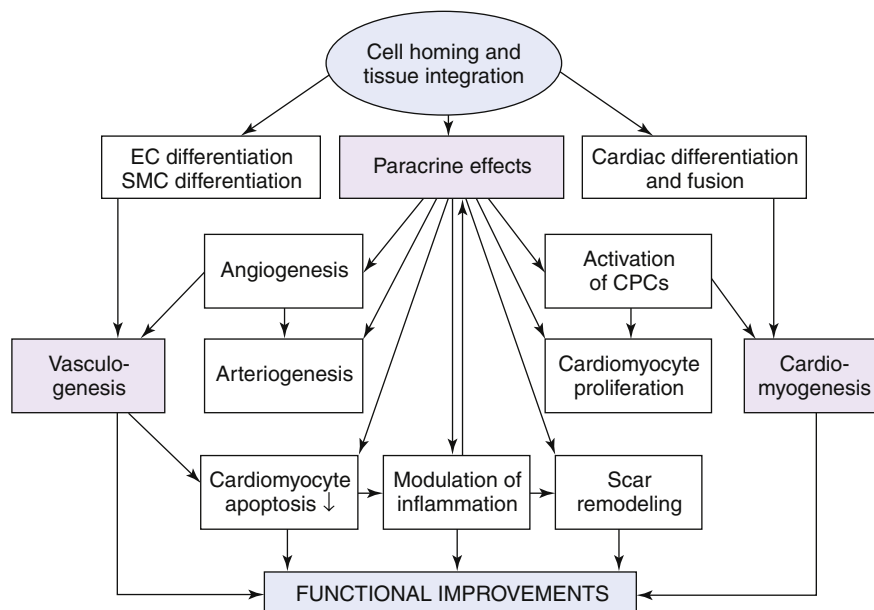 Cell homing and
tissue integration
EC differentiation
SMC differentiation
Paracrine effects
Cardiac differentiation
and fusion
Angiogenesis
Activation
of CPCs
Vasculo-
genesis
Arteriogenesis
Cardiomyocyte
proliferation
Cardio-
myogenesis
Cardiomyocyte
apoptosis ↓
Modulation of
inflammation
Scar
remodeling
FUNCTIONAL IMPROVEMENTS